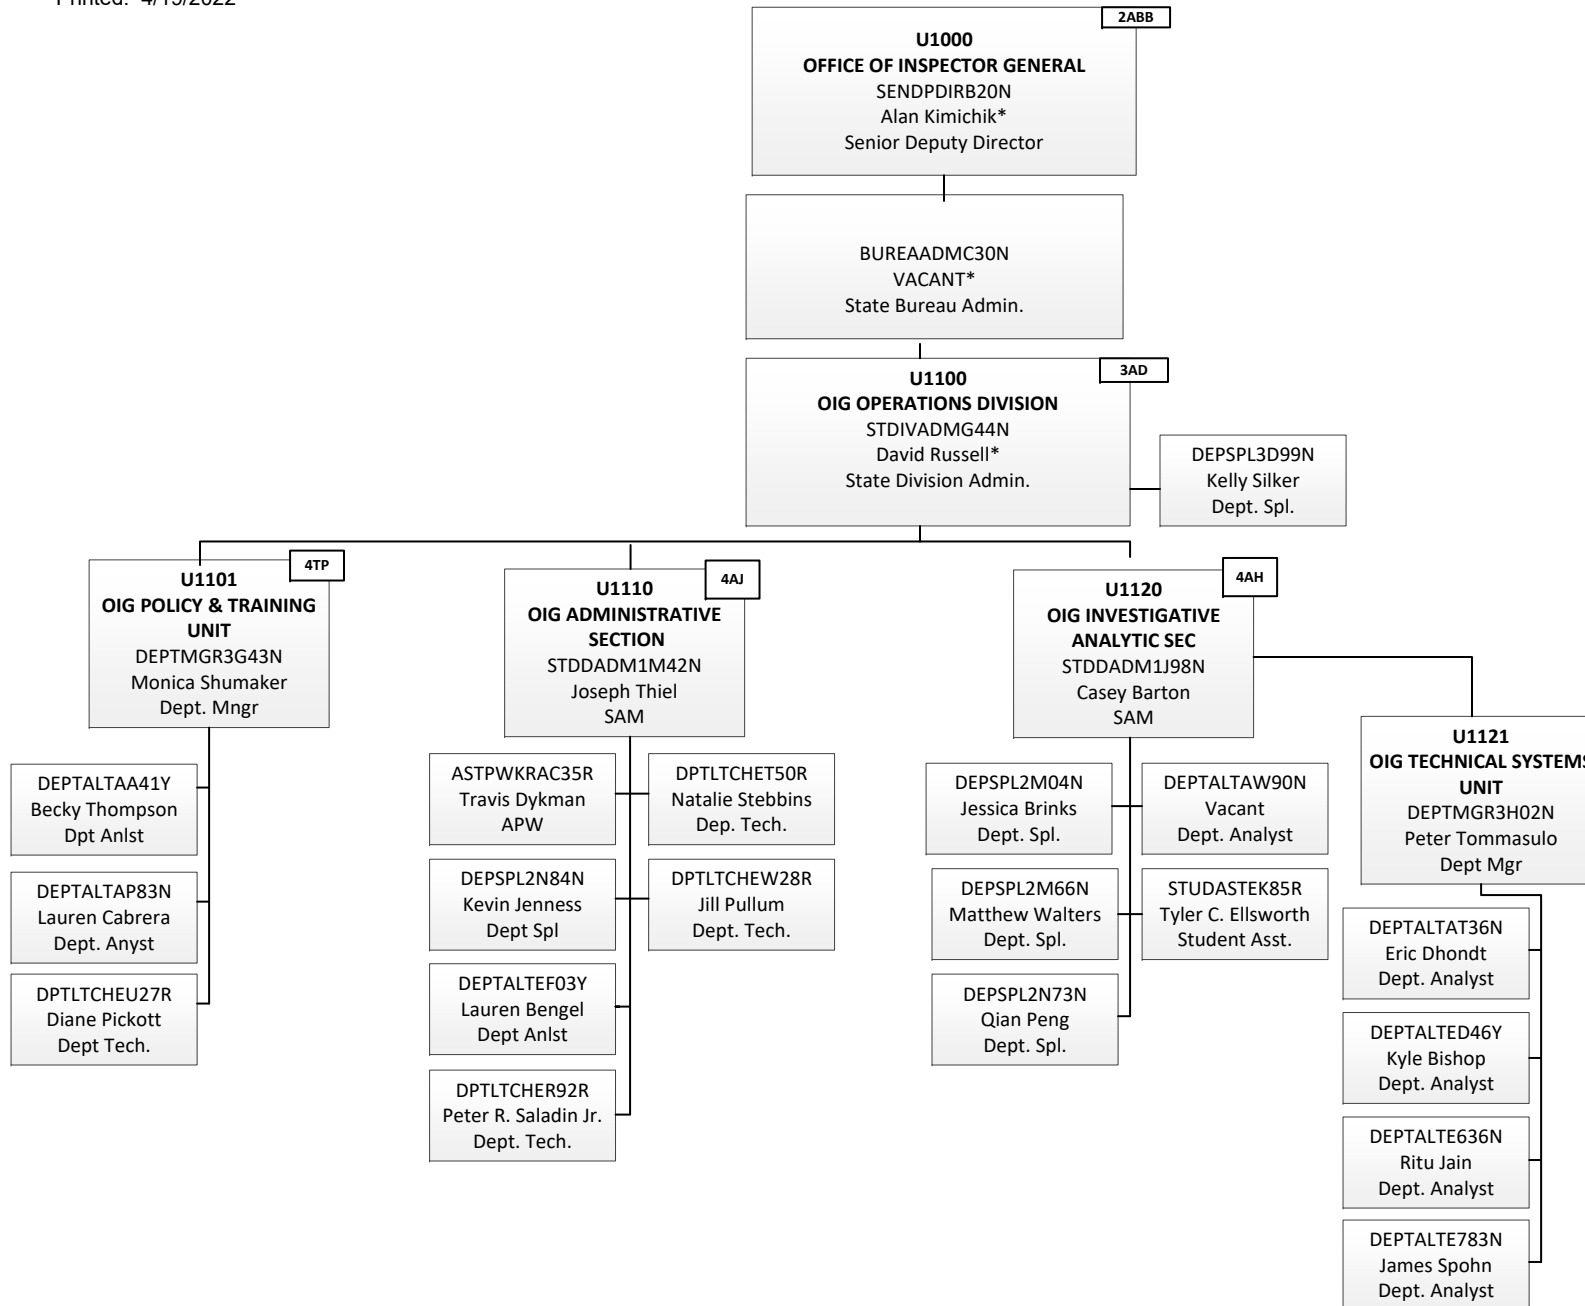 Printed: 4/19/2022
2ABB
U1000
OFFICE OF INSPECTOR GENERAL
SENDPDIRB20N
Alan Kimichik*
Senior Deputy Director
BUREAADMC30N
VACANT*
State Bureau Admin.
3AD
U1100
OIG OPERATIONS DIVISION
STDIVADMG44N
David Russell*
State Division Admin.
DEPSPL3D99N
Kelly Silker
Dept. Spl.
4TP
U1101
OIG POLICY & TRAINING
UNIT
DEPTMGR3G43N
Monica Shumaker
Dept. Mngr
DEPTALTAA41Y
Becky Thompson
Dpt Anlst
DEPTALTAP83N
Lauren Cabrera
Dept. Anyst
DPTLTCHEU27R
Diane Pickott
Dept Tech.
4AJ
U1110
OIG ADMINISTRATIVE
SECTION
STDDADM1M42N
Joseph Thiel
SAM
ASTPWKRAC35R
Travis Dykman
APW
DPTLTCHET50R
Natalie Stebbins
Dep. Tech.
DEPSPL2N84N
Kevin Jenness
Dept Spl
DPTLTCHEW28R
Jill Pullum
Dept. Tech.
DEPTALTEF03Y
Lauren Bengel
Dept Anlst
DPTLTCHER92R
Peter R. Saladin Jr.
Dept. Tech.
4AH
U1120
OIG INVESTIGATIVE
ANALYTIC SEC
STDDADM1J98N
Casey Barton
SAM
DEPSPL2M04N
Jessica Brinks
Dept. Spl.
DEPTALTAW90N
Vacant
Dept. Analyst
DEPSPL2M66N
Matthew Walters
Dept. Spl.
STUDASTEK85R
Tyler C. Ellsworth
Student Asst.
DEPSPL2N73N
Qian Peng
Dept. Spl.
U1121
OIG TECHNICAL SYSTEMS
UNIT
DEPTMGR3H02N
Peter Tommasulo
Dept Mgr
DEPTALTAT36N
Eric Dhondt
Dept. Analyst
DEPTALTED46Y
Kyle Bishop
Dept. Analyst
DEPTALTE636N
Ritu Jain
Dept. Analyst
DEPTALTE783N
James Spohn
Dept. Analyst